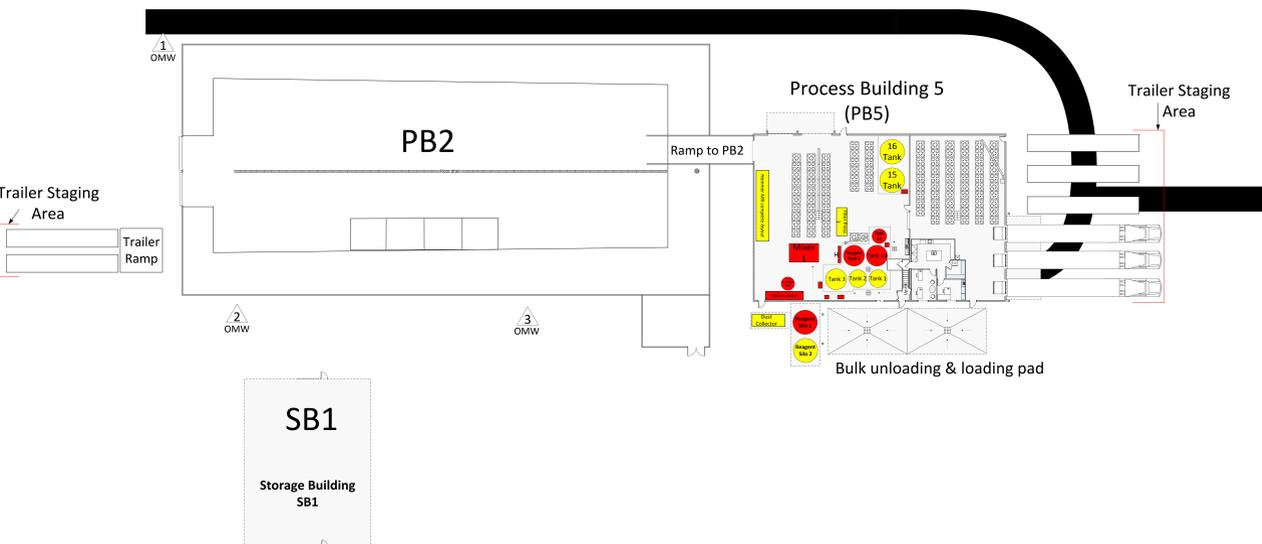 1
OMW
Process Building 5
(PB5)
Trailer Staging
Area
PB2
Ramp to PB2
16
Tank
15
Tank
Trailer Staging
Area
Trailer
Ramp
Mixer
1
Tank 3
Tank 2
Tank 1
2
OMW
3
OMW
Dust
Collector
Reagent
Silo 1
Reagent
Silo 2
Bulk unloading & loading pad
SB1
Storage Building
SB1